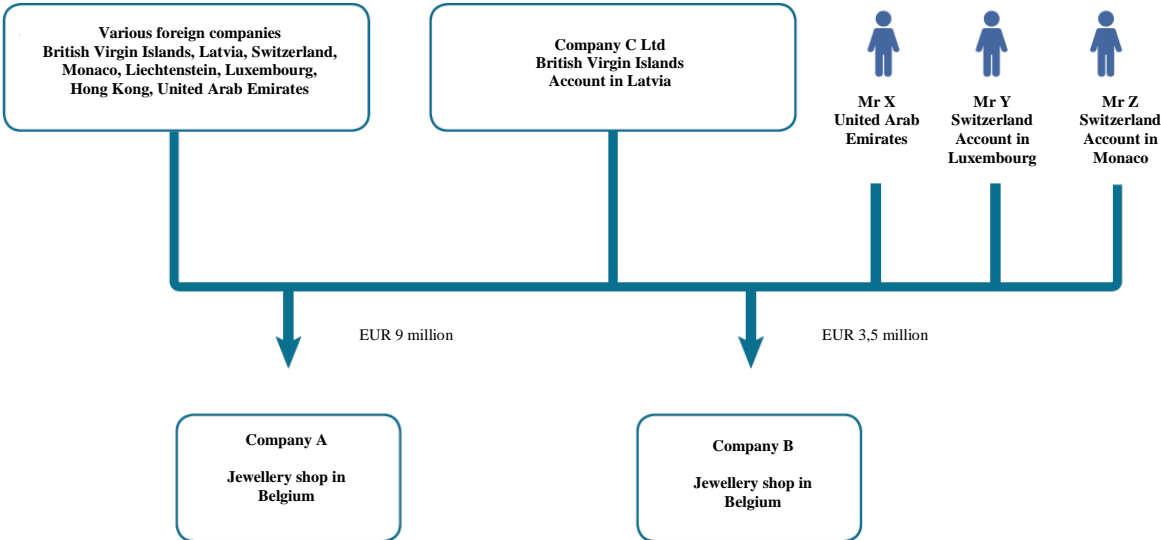 Various foreign companies
British Virgin Islands, Latvia, Switzerland,
Monaco, Liechtenstein, Luxembourg,
Hong Kong, United Arab Emirates
Company C Ltd
British Virgin Islands
Account in Latvia
Mr X
United Arab
Emirates
Mr Y
Switzerland
Account in
Luxembourg
Mr Z
Switzerland
Account in
Monaco
EUR 9 million
EUR 3,5 million
Company A
Jewellery shop in
Belgium
Company B
Jewellery shop in
Belgium